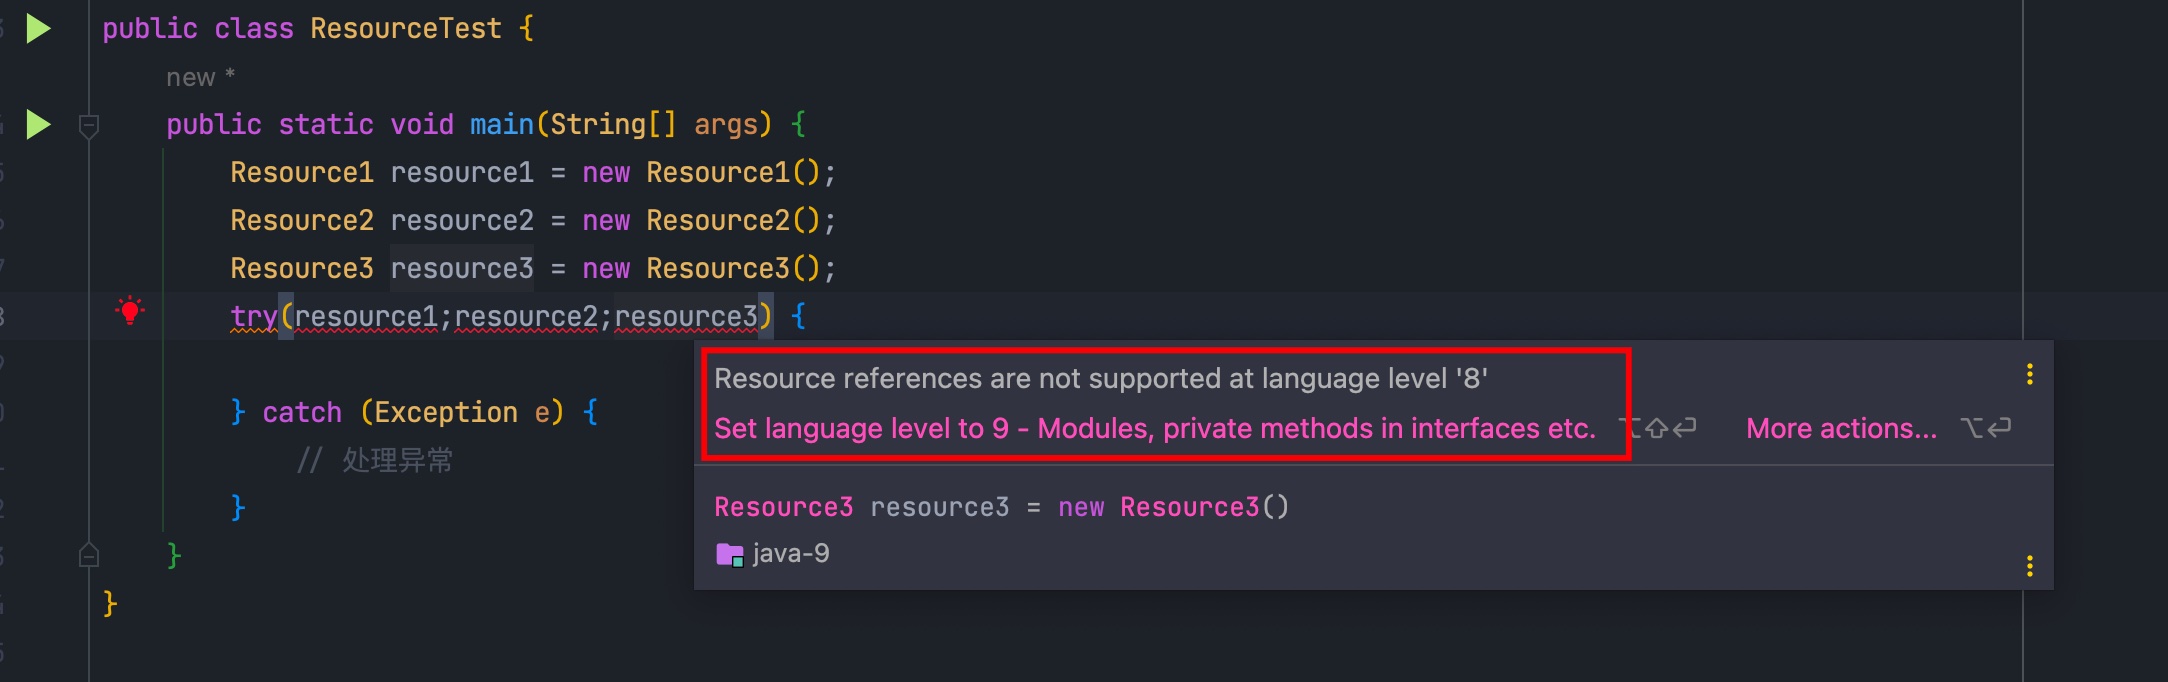 public class ResourceTest {
new *
public static void main(String[] args) {
Resource1 resource1 = new Resource1();
Resource2 resource2 = new Resource2();
Resource3 resource3 = new Resource3();
try(resource1;resource2;resource3) {
Resource references are not supported at language level '8'
Set language level to 9 - Modules, private methods in interfaces etc. ⌥⇧⏎ More actions... ⌥⏎
} catch (Exception e) {
// 处理异常
}
Resource3 resource3 = new Resource3()
java-9
}
}